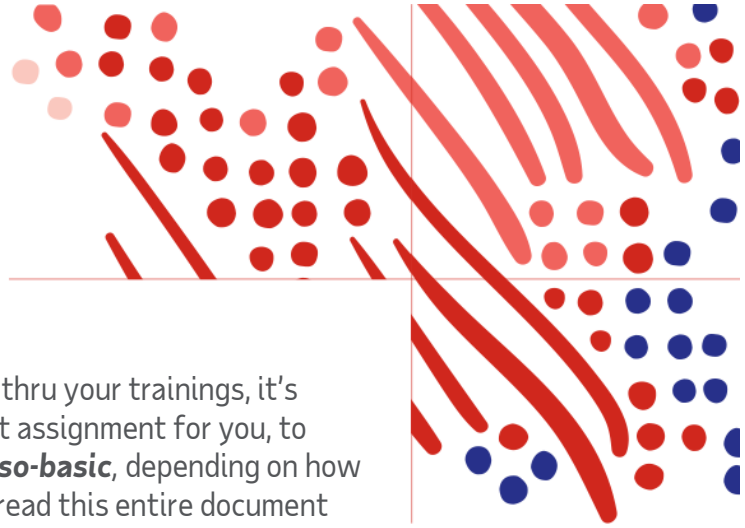 thru your trainings, it's
t assignment for you, to
so-basic, depending on how
read this entire document